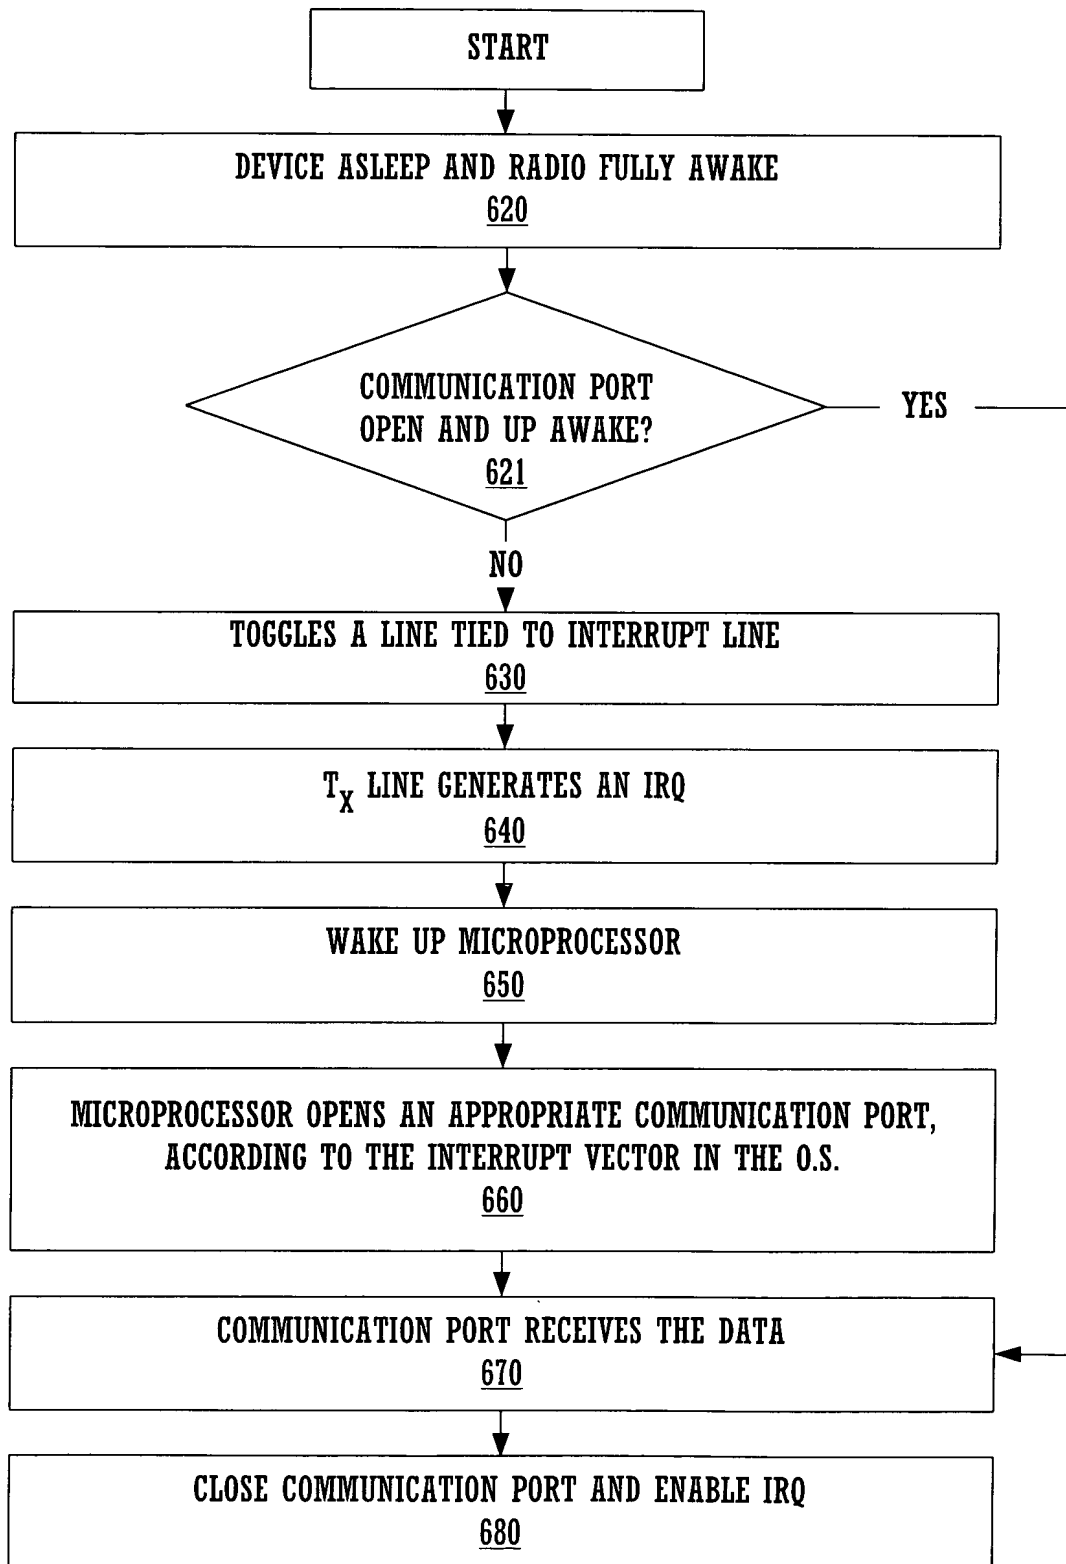 START
DEVICE ASLEEP AND RADIO FULLY AWAKE
620
COMMUNICATION PORT
OPEN AND UP AWAKE?
621
YES
NO
TOGGLES A LINE TIED TO INTERRUPT LINE
630
TX LINE GENERATES AN IRQ
640
WAKE UP MICROPROCESSOR
650
MICROPROCESSOR OPENS AN APPROPRIATE COMMUNICATION PORT,
ACCORDING TO THE INTERRUPT VECTOR IN THE O.S.
660
COMMUNICATION PORT RECEIVES THE DATA
670
CLOSE COMMUNICATION PORT AND ENABLE IRQ
680